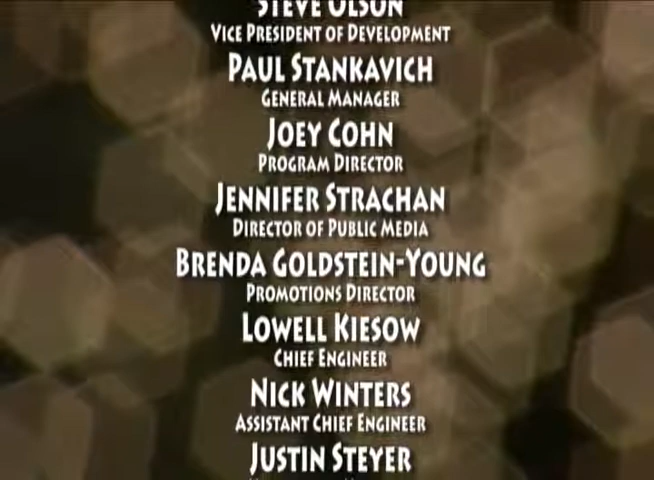 STEVE OLSON
VICE PRESIDENT OF DEVELOPMENT
PAUL STANKAVICH
GENERAL MANAGER
JOEY COHN
PROGRAM DIRECTOR
JENNIFER STRACHAN
DIRECTOR OF PUBLIC MEDIA
BRENDA GOLDSTEIN-YOUNG
PROMOTIONS DIRECTOR
LOWELL KIESOW
CHIEF ENGINEER
NICK WINTERS
ASSISTANT CHIEF ENGINEER
JUSTIN STEYER